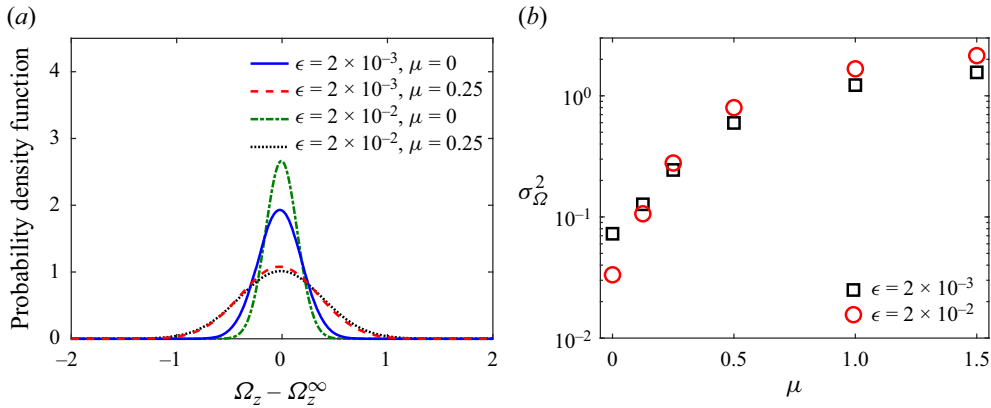 (a)
Probability density function
4
3
2
1
0
−2
−1
0
1
2
Ω_z – Ω_z^∞
ϵ = 2 × 10⁻³, μ = 0
ϵ = 2 × 10⁻³, μ = 0.25
ϵ = 2 × 10⁻², μ = 0
ϵ = 2 × 10⁻², μ = 0.25
(b)
σ_Ω^2
10⁰
10⁻¹
10⁻²
0
0.5
1.0
1.5
μ
ϵ = 2 × 10⁻³
ϵ = 2 × 10⁻²